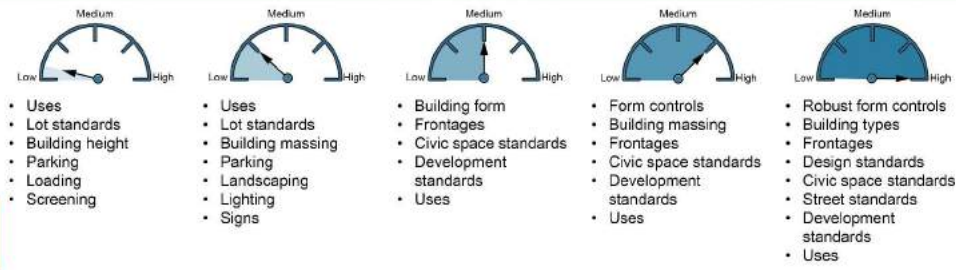 Medium
Low
High
• Uses
• Lot standards
• Building height
• Parking
• Loading
• Screening
Medium
Low
High
• Uses
• Lot standards
• Building massing
• Parking
• Landscaping
• Lighting
• Signs
Medium
Low
High
• Building form
• Frontages
• Civic space standards
• Development
standards
• Uses
Medium
Low
High
• Form controls
• Building massing
• Frontages
• Civic space standards
• Development
standards
• Uses
Medium
Low
High
• Robust form controls
• Building types
• Frontages
• Design standards
• Civic space standards
• Street standards
• Development
standards
• Uses